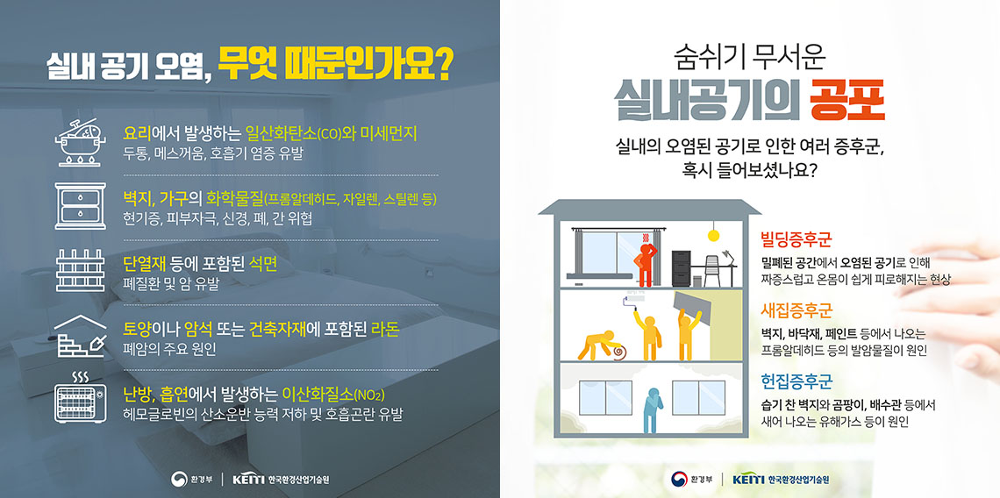 실내 공기 오염, 무엇 때문인가요?
요리에서 발생하는 일산화탄소(CO)와 미세먼지
두통, 메스꺼움, 호흡기 염증 유발
벽지, 가구의 화학물질(프롬알데히드, 자일렌, 스틸렌 등)
현기증, 피부자극, 신경, 폐, 간 위협
단열재 등에 포함된 석면
폐질환 및 암 유발
토양이나 암석 또는 건축자재에 포함된 라돈
폐암의 주요 원인
난방, 흡연에서 발생하는 이산화질소(NO₂)
헤모글로빈의 산소운반 능력 저하 및 호흡곤란 유발
환경부 KEITI 한국환경산업기술원
숨쉬기 무서운
실내공기의 공포
실내의 오염된 공기로 인한 여러 증후군,
혹시 들어보셨나요?
빌딩증후군
밀폐된 공간에서 오염된 공기로 인해
짜증스럽고 온몸이 쉽게 피로해지는 현상
새집증후군
벽지, 바닥재, 페인트 등에서 나오는
프롬알데히드 등의 발암물질이 원인
헌집증후군
습기 찬 벽지와 곰팡이, 배수관 등에서
새어 나오는 유해가스 등이 원인
환경부 KEITI 한국환경산업기술원